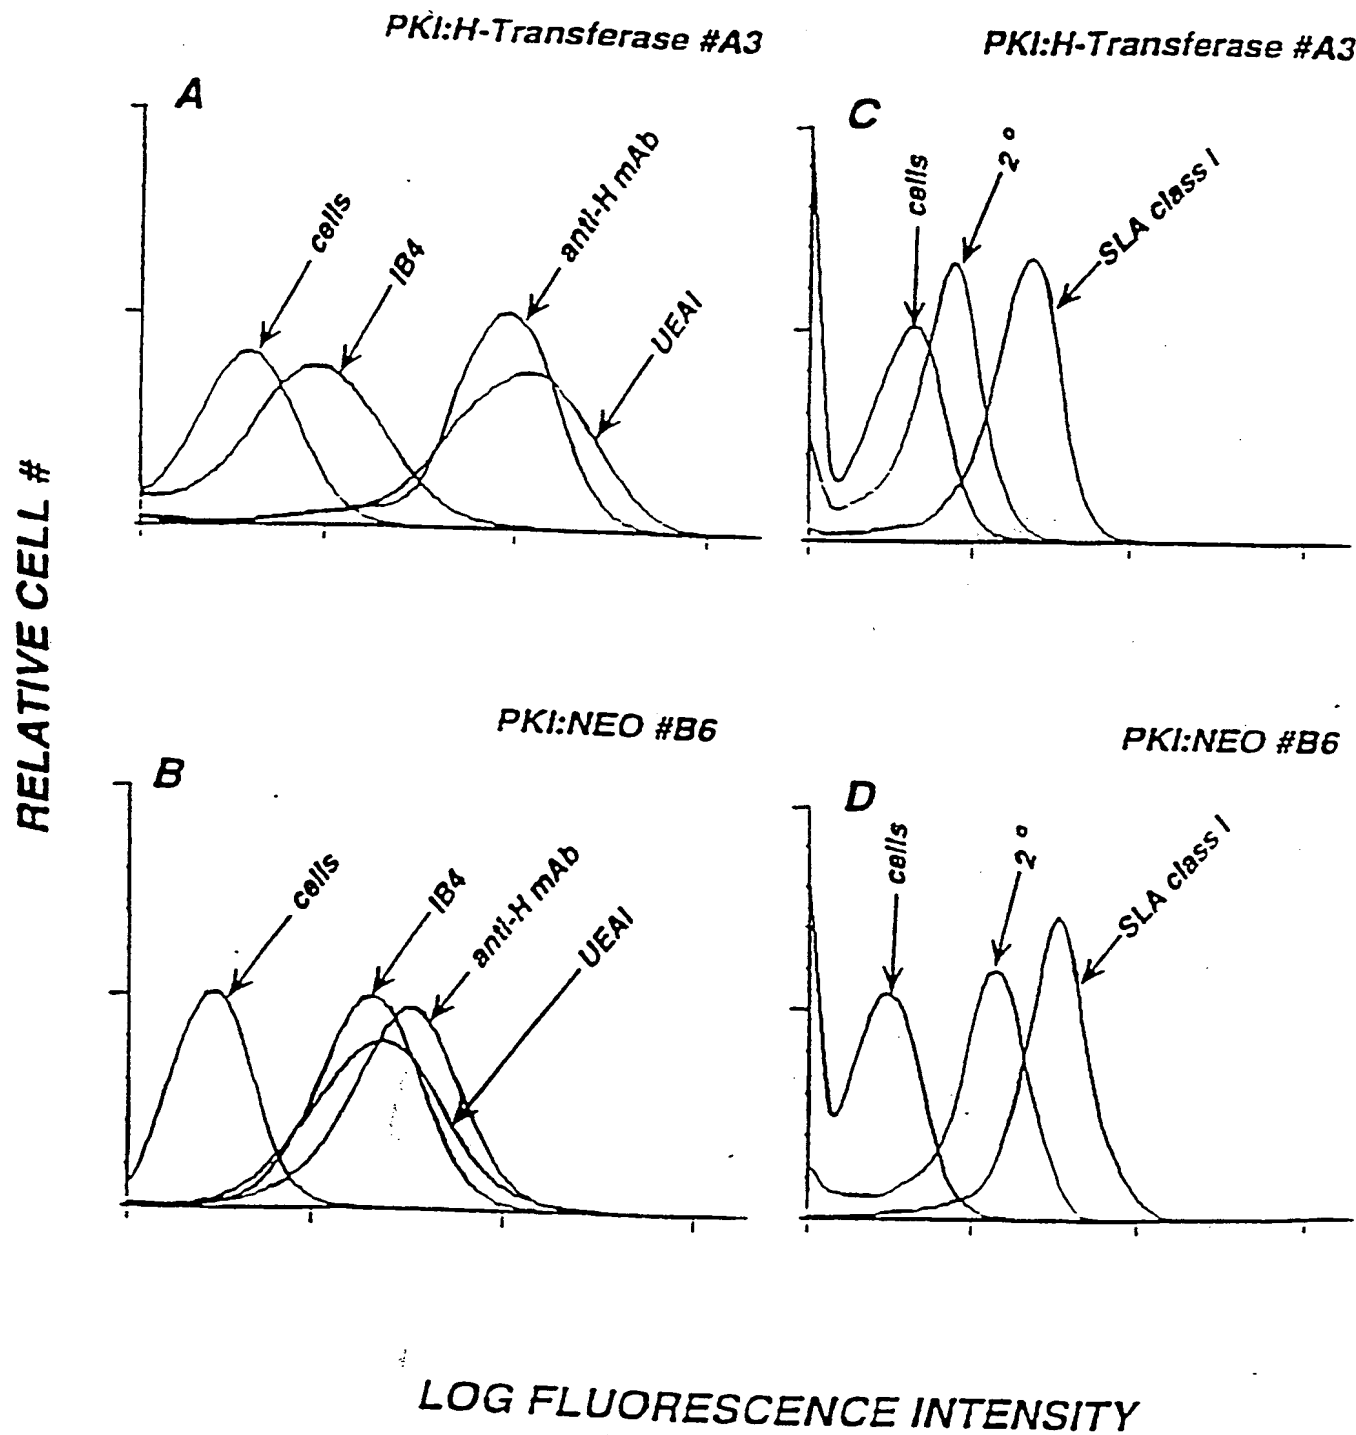 PKI:H-Transferase #A3
PKI:H-Transferase #A3
A
cells
IB4
anti-H mAb
UEAI
C
cells
2 °
SLA class I
RELATIVE CELL #
PKI:NEO #B6
PKI:NEO #B6
B
cells
IB4
anti-H mAb
UEAI
D
cells
2 °
SLA class I
LOG FLUORESCENCE INTENSITY